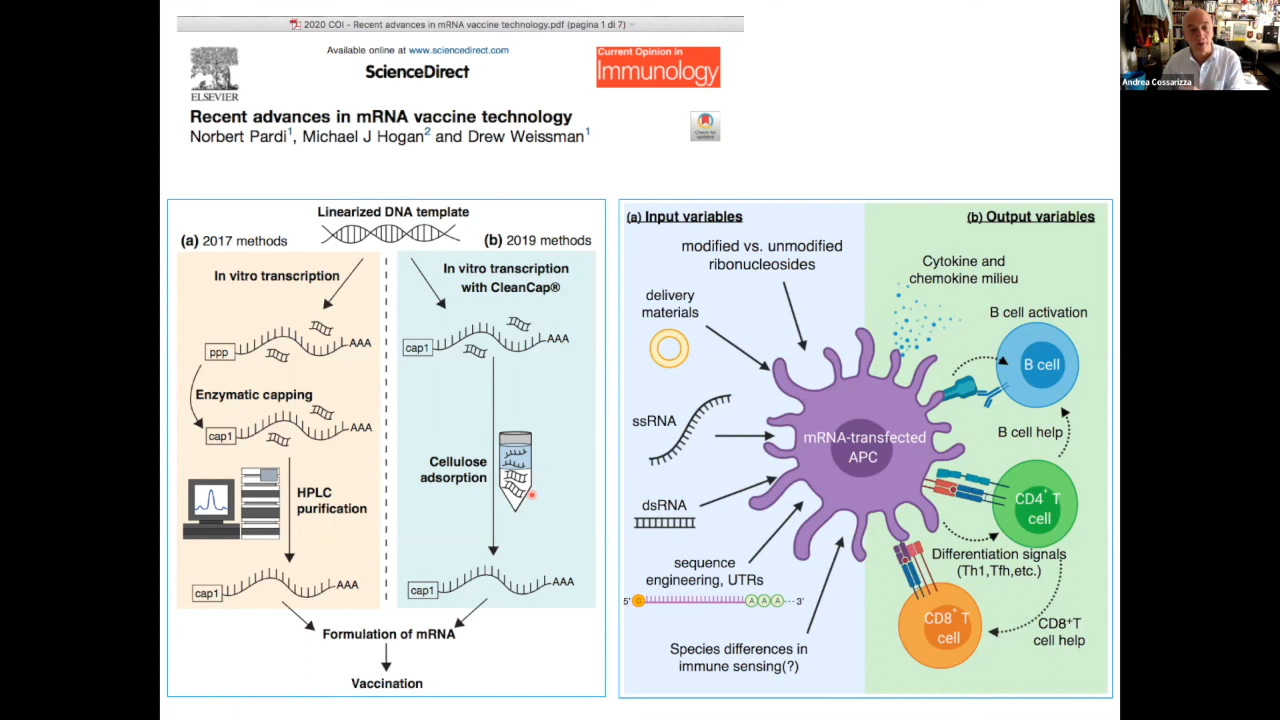 2020 COI - Recent advances in mRNA vaccine technology.pdf (pagina 1 di 7)
Andrea Cossarizza
ELSEVIER
Available online at www.sciencedirect.com
ScienceDirect
Current Opinion in
Immunology
Recent advances in mRNA vaccine technology
Norbert Pardi1, Michael J Hogan2 and Drew Weissman1
Check for
updates
Linearized DNA template
(a) 2017 methods
(b) 2019 methods
In vitro transcription
In vitro transcription
with CleanCap®
ppp
AAA
cap1
AAA
Enzymatic capping
cap1
AAA
HPLC
purification
Cellulose
adsorption
cap1
AAA
cap1
AAA
Formulation of mRNA
Vaccination
(a) Input variables
(b) Output variables
modified vs. unmodified
ribonucleosides
delivery
materials
ssRNA
dsRNA
sequence
engineering, UTRs
5' G A A A 3'
Species differences in
immune sensing(?)
mRNA-transfected
APC
Cytokine and
chemokine milieu
B cell activation
B cell
B cell help
CD4+ T
cell
Differentiation signals
(Th1,Tfh,etc.)
CD8+ T
cell
CD8+T
cell help